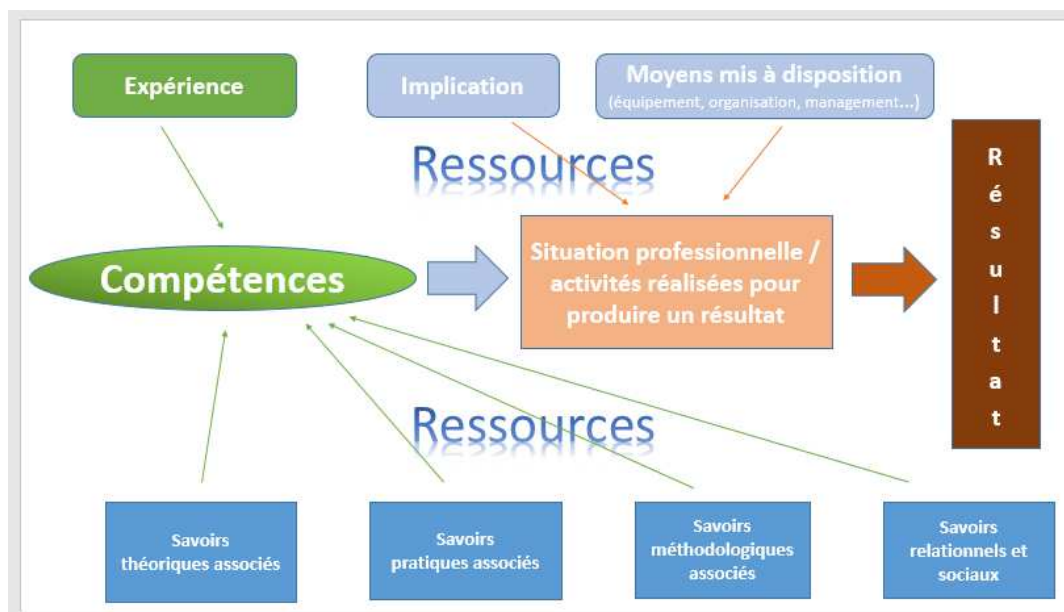 Expérience
Implication
Moyens mis à disposition
(équipement, organisation, management...)
Ressources
Compétences
Situation professionnelle /
activités réalisées pour
produire un résultat
Résultat
Ressources
Savoirs
théoriques associés
Savoirs
pratiques associés
Savoirs
méthodologiques
associés
Savoirs
relationnels et
sociaux